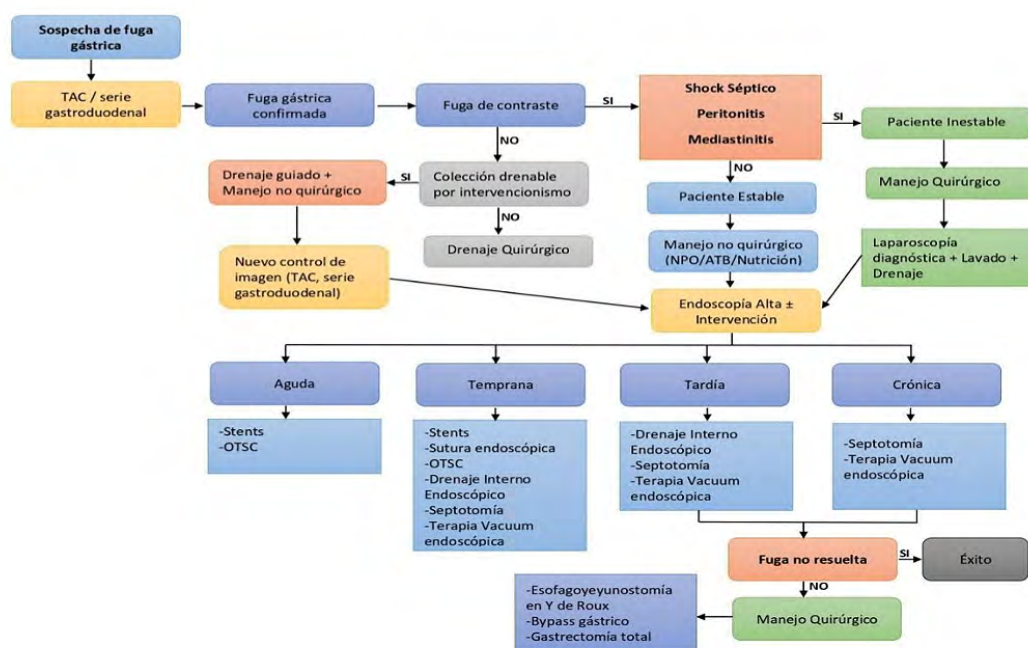 Sospecha de fuga
gástrica
TAC / serie
gastroduodenal
Fuga gástrica
confirmada
Fuga de contraste
SI
Shock Séptico
Peritonitis
Mediastinitis
SI
Paciente Inestable
NO
NO
Drenaje guiado +
Manejo no quirúrgico
SI
Colección drenable
por intervencionismo
Paciente Estable
Manejo Quirúrgico
NO
Drenaje Quirúrgico
Manejo no quirúrgico
(NPO/ATB/Nutrición)
Laparoscopía
diagnóstica + Lavado +
Drenaje
Nuevo control de
imagen (TAC, serie
gastroduodenal)
Endoscopía Alta ±
Intervención
Aguda
Temprana
Tardía
Crónica
-Stents
-OTSC
-Stents
-Sutura endoscópica
-OTSC
-Drenaje Interno
Endoscópico
-Septotomía
-Terapia Vacuum
endoscópica
-Drenaje Interno
Endoscópico
-Septotomía
-Terapia Vacuum
endoscópica
-Septotomía
-Terapia Vacuum
endoscópica
Fuga no resuelta
SI
Éxito
NO
-Esofagoyeyunostomía
en Y de Roux
-Bypass gástrico
-Gastrectomía total
Manejo Quirúrgico